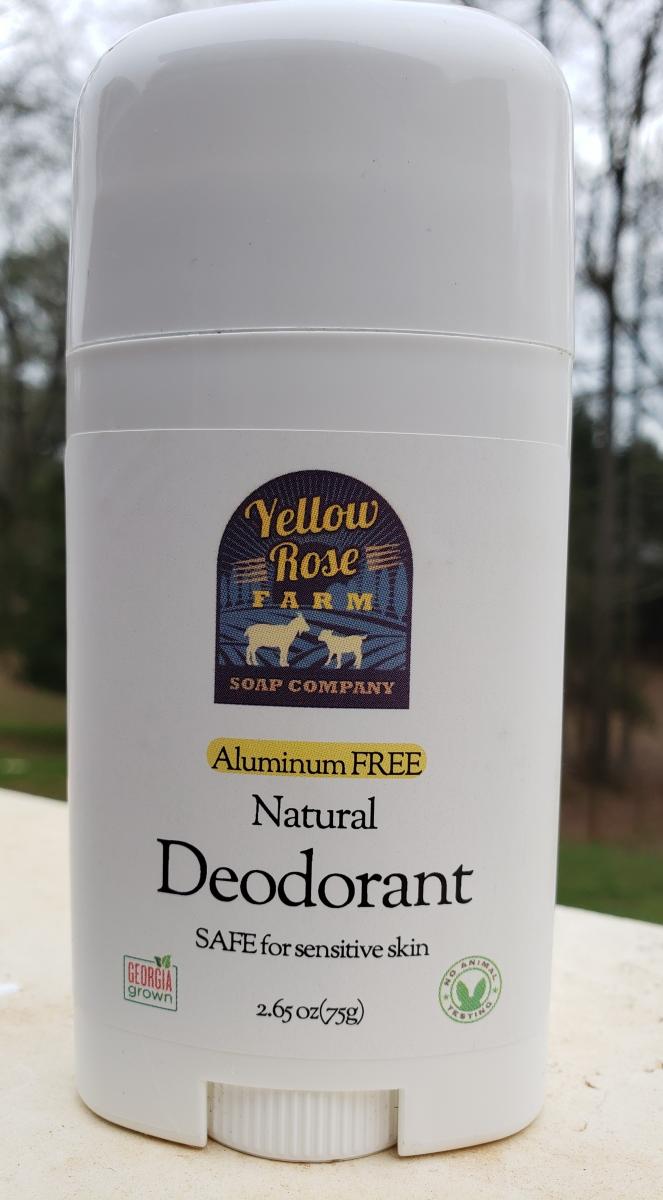 Yellow
Rose
FARM
SOAP COMPANY
Aluminum FREE
Natural
Deodorant
SAFE for sensitive skin
GEORGIA
grown
NO ANIMAL
TESTING
2.65 oz(75g)